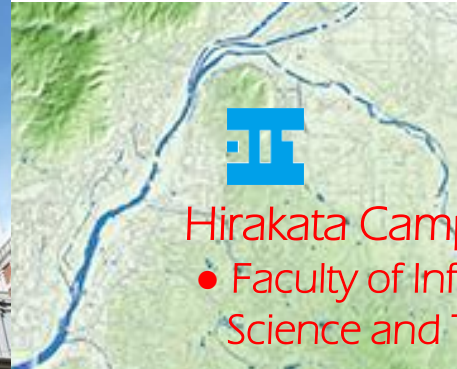 Hirakata Camp
● Faculty of Inf
Science and T